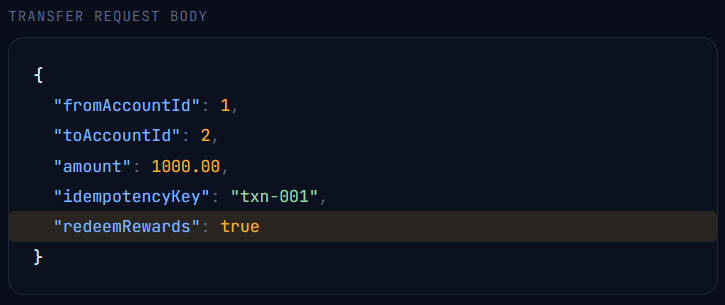 TRANSFER REQUEST BODY
{
"fromAccountId": 1,
"toAccountId": 2,
"amount": 1000.00,
"idempotencyKey": "txn-001",
"redeemRewards": true
}